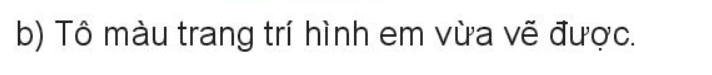 b) Tô màu trang trí hình em vừa vẽ được.